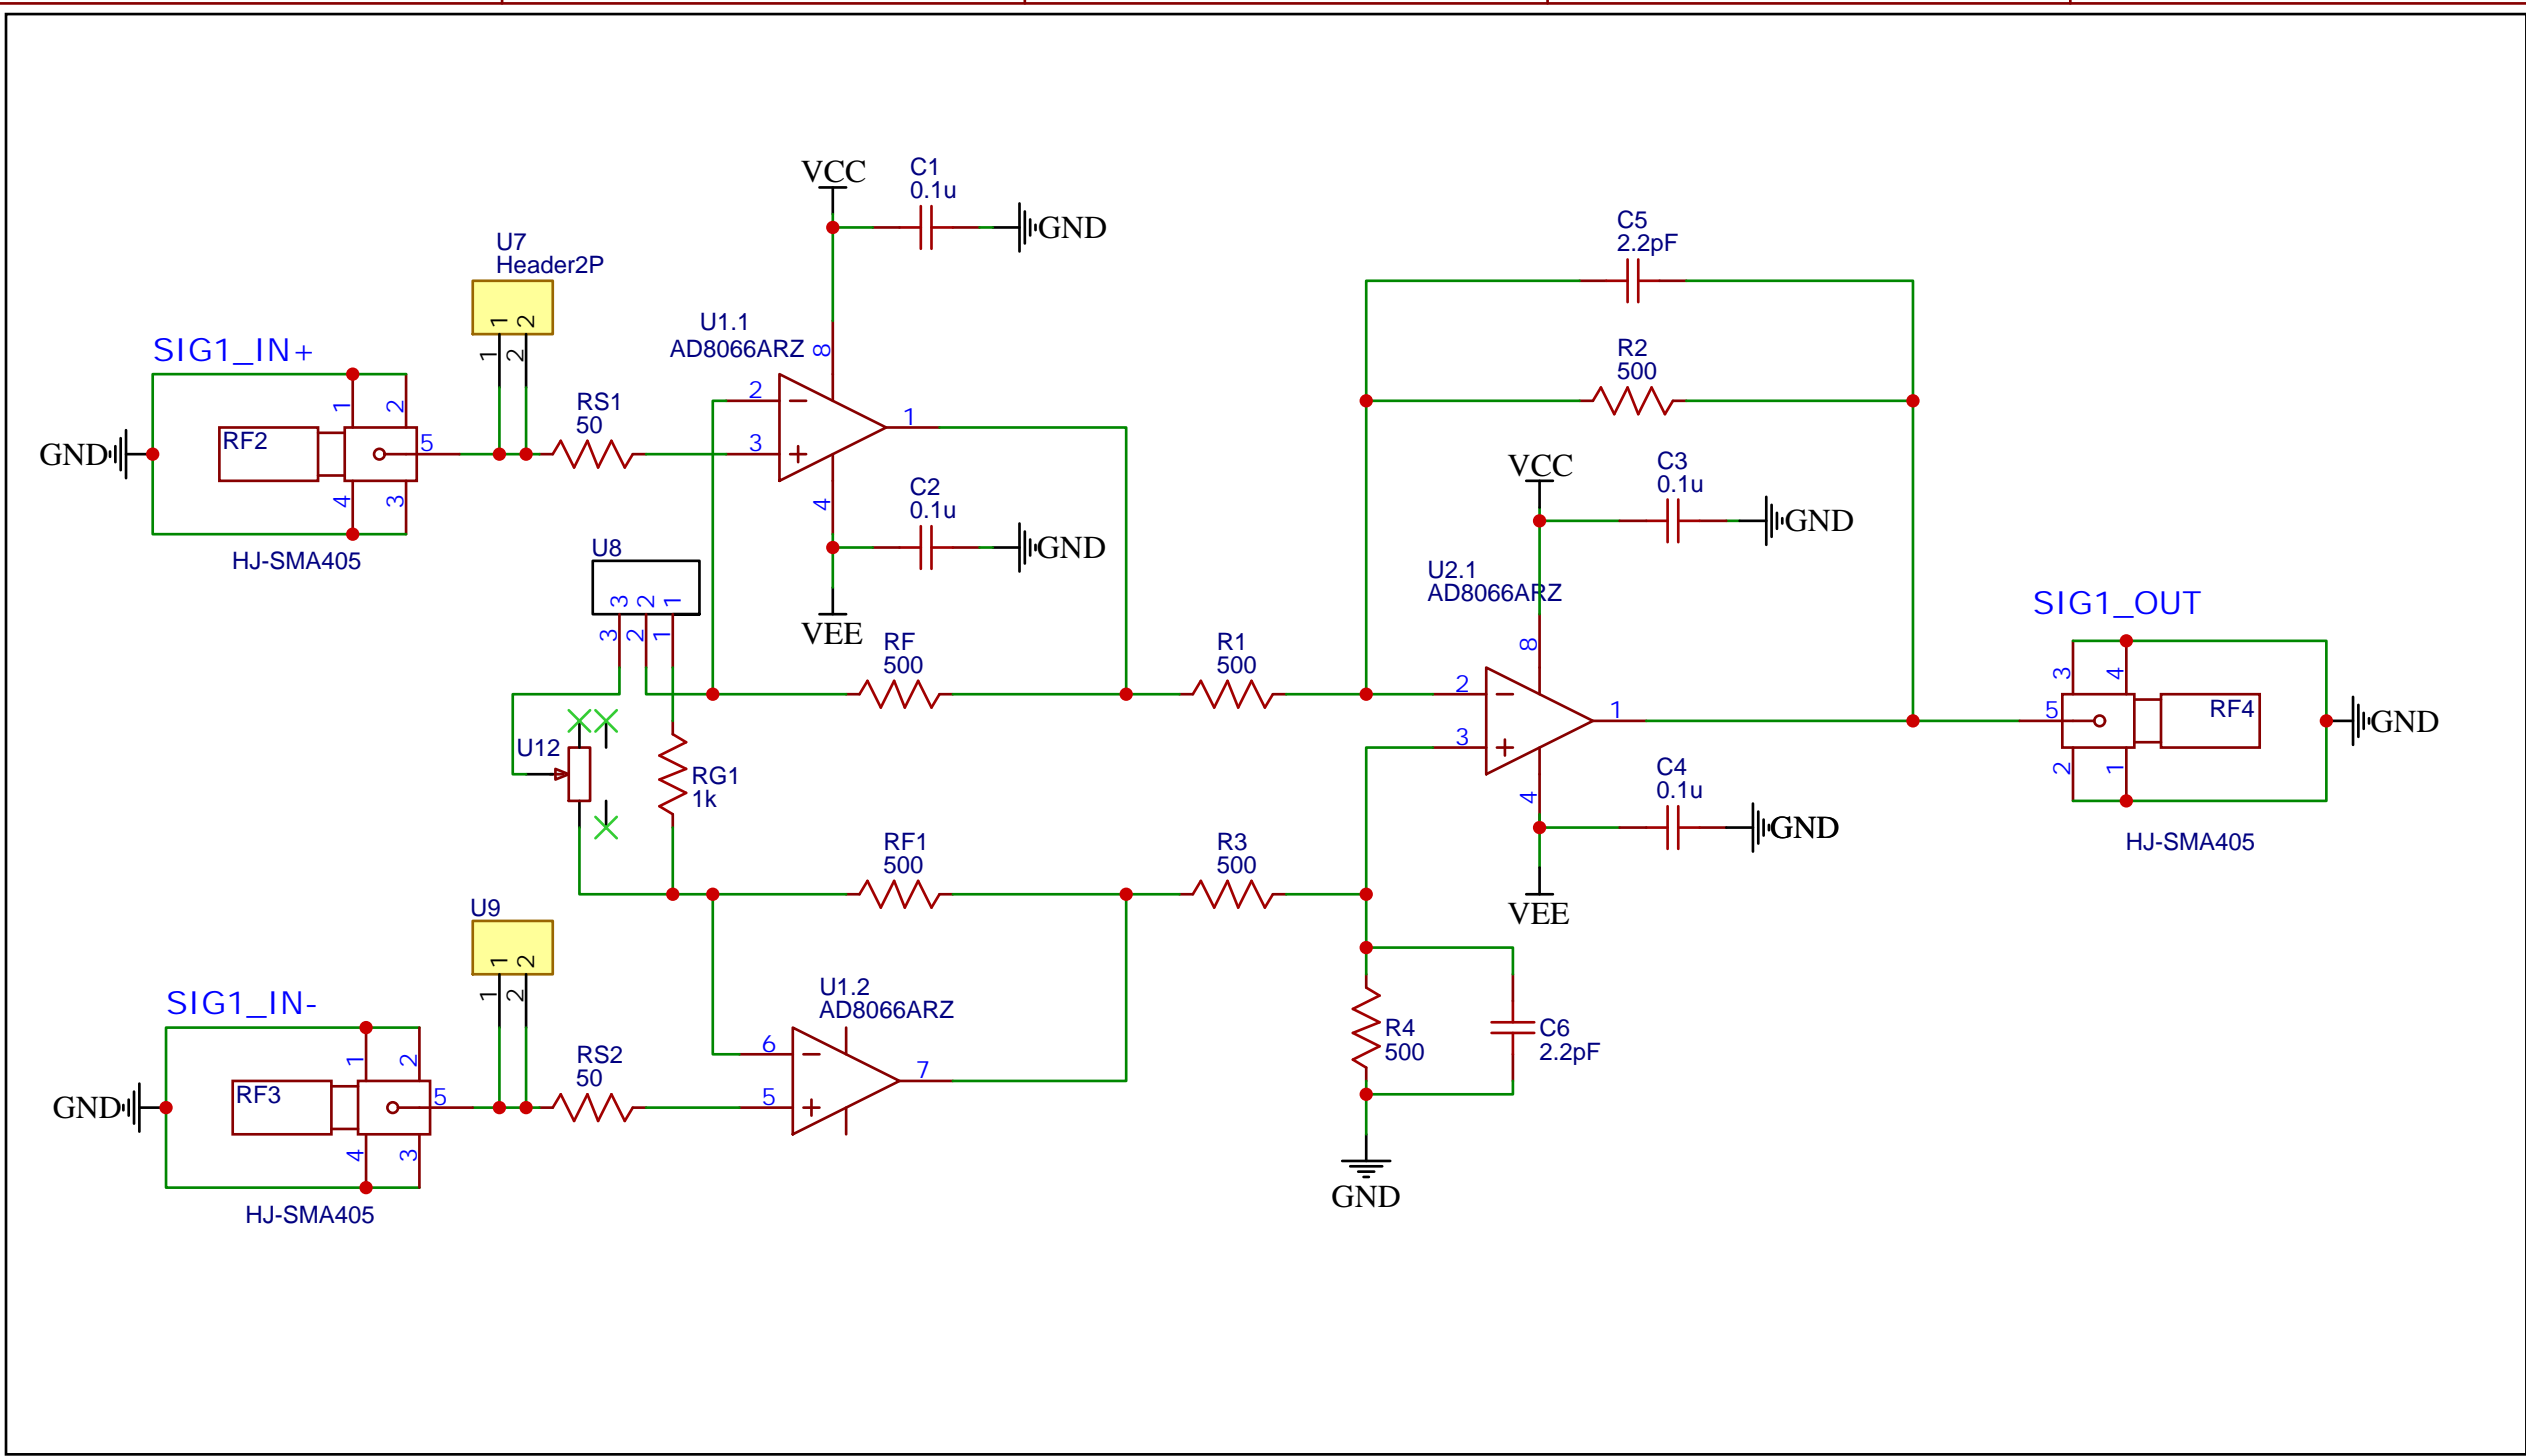 VCC
C1
0.1u
GND
U7
Header2P
1 2
1 2
SIG1_IN+
GND
RF2
1 2
4 3
5
HJ-SMA405
RS1
50
U1.1
AD8066ARZ
8
2
3
1
4
C2
0.1u
GND
VEE
U8
3 2 1
3 2 1
RF
500
R1
500
U12
RG1
1k
RF1
500
R3
500
C5
2.2pF
R2
500
VCC
C3
0.1u
GND
U2.1
AD8066ARZ
8
2
3
1
4
C4
0.1u
GND
VEE
SIG1_OUT
3 4
5
RF4
2 1
GND
HJ-SMA405
U9
1 2
1 2
SIG1_IN-
GND
RF3
1 2
4 3
5
HJ-SMA405
RS2
50
U1.2
AD8066ARZ
6
5
7
R4
500
C6
2.2pF
GND